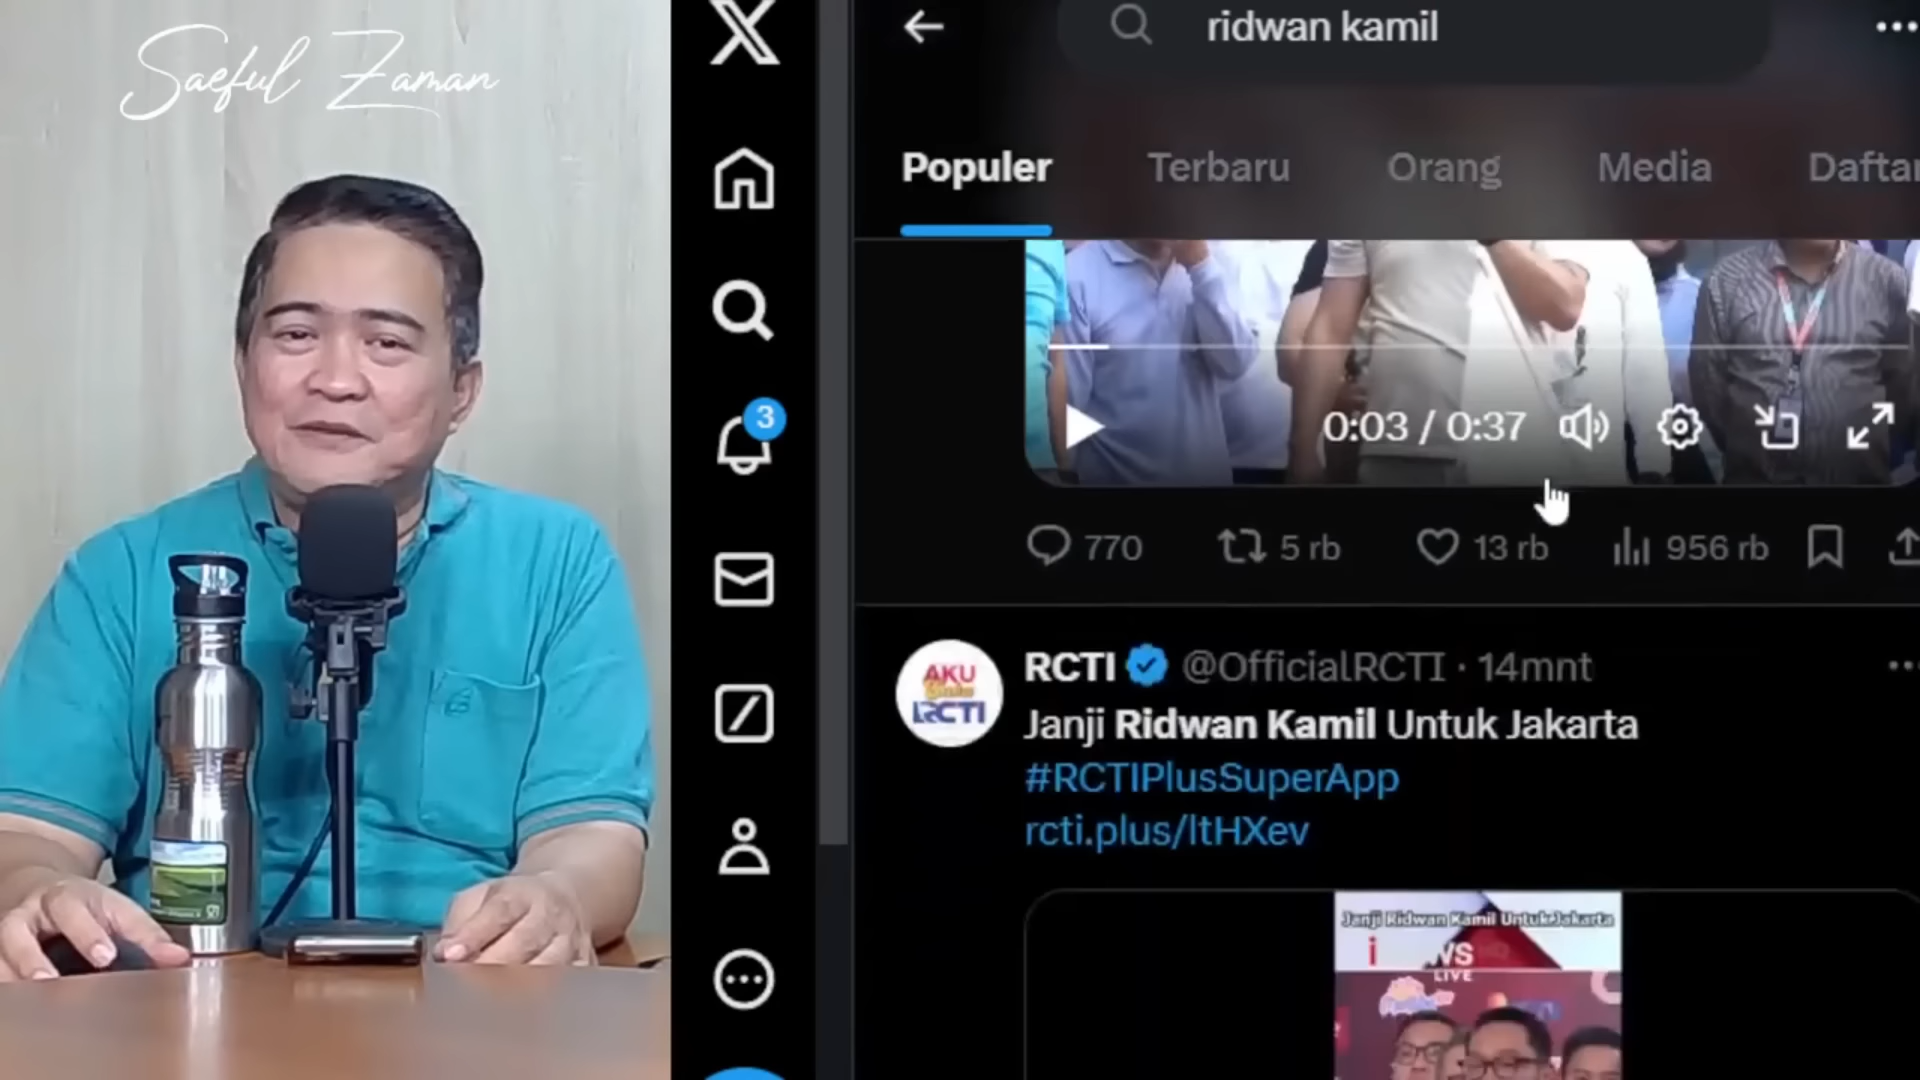 Saeful Zaman
ridwan kamil
Populer Terbaru Orang Media Daftar
3
0:03 / 0:37
770 5 rb 13 rb 956 rb
RCTI @OfficialRCTI · 14mnt
Janji Ridwan Kamil Untuk Jakarta
#RCTIPlusSuperApp
rcti.plus/ltHXev
AKU
RCTI
Janji Ridwan Kamil Untuk Jakarta
LIVE